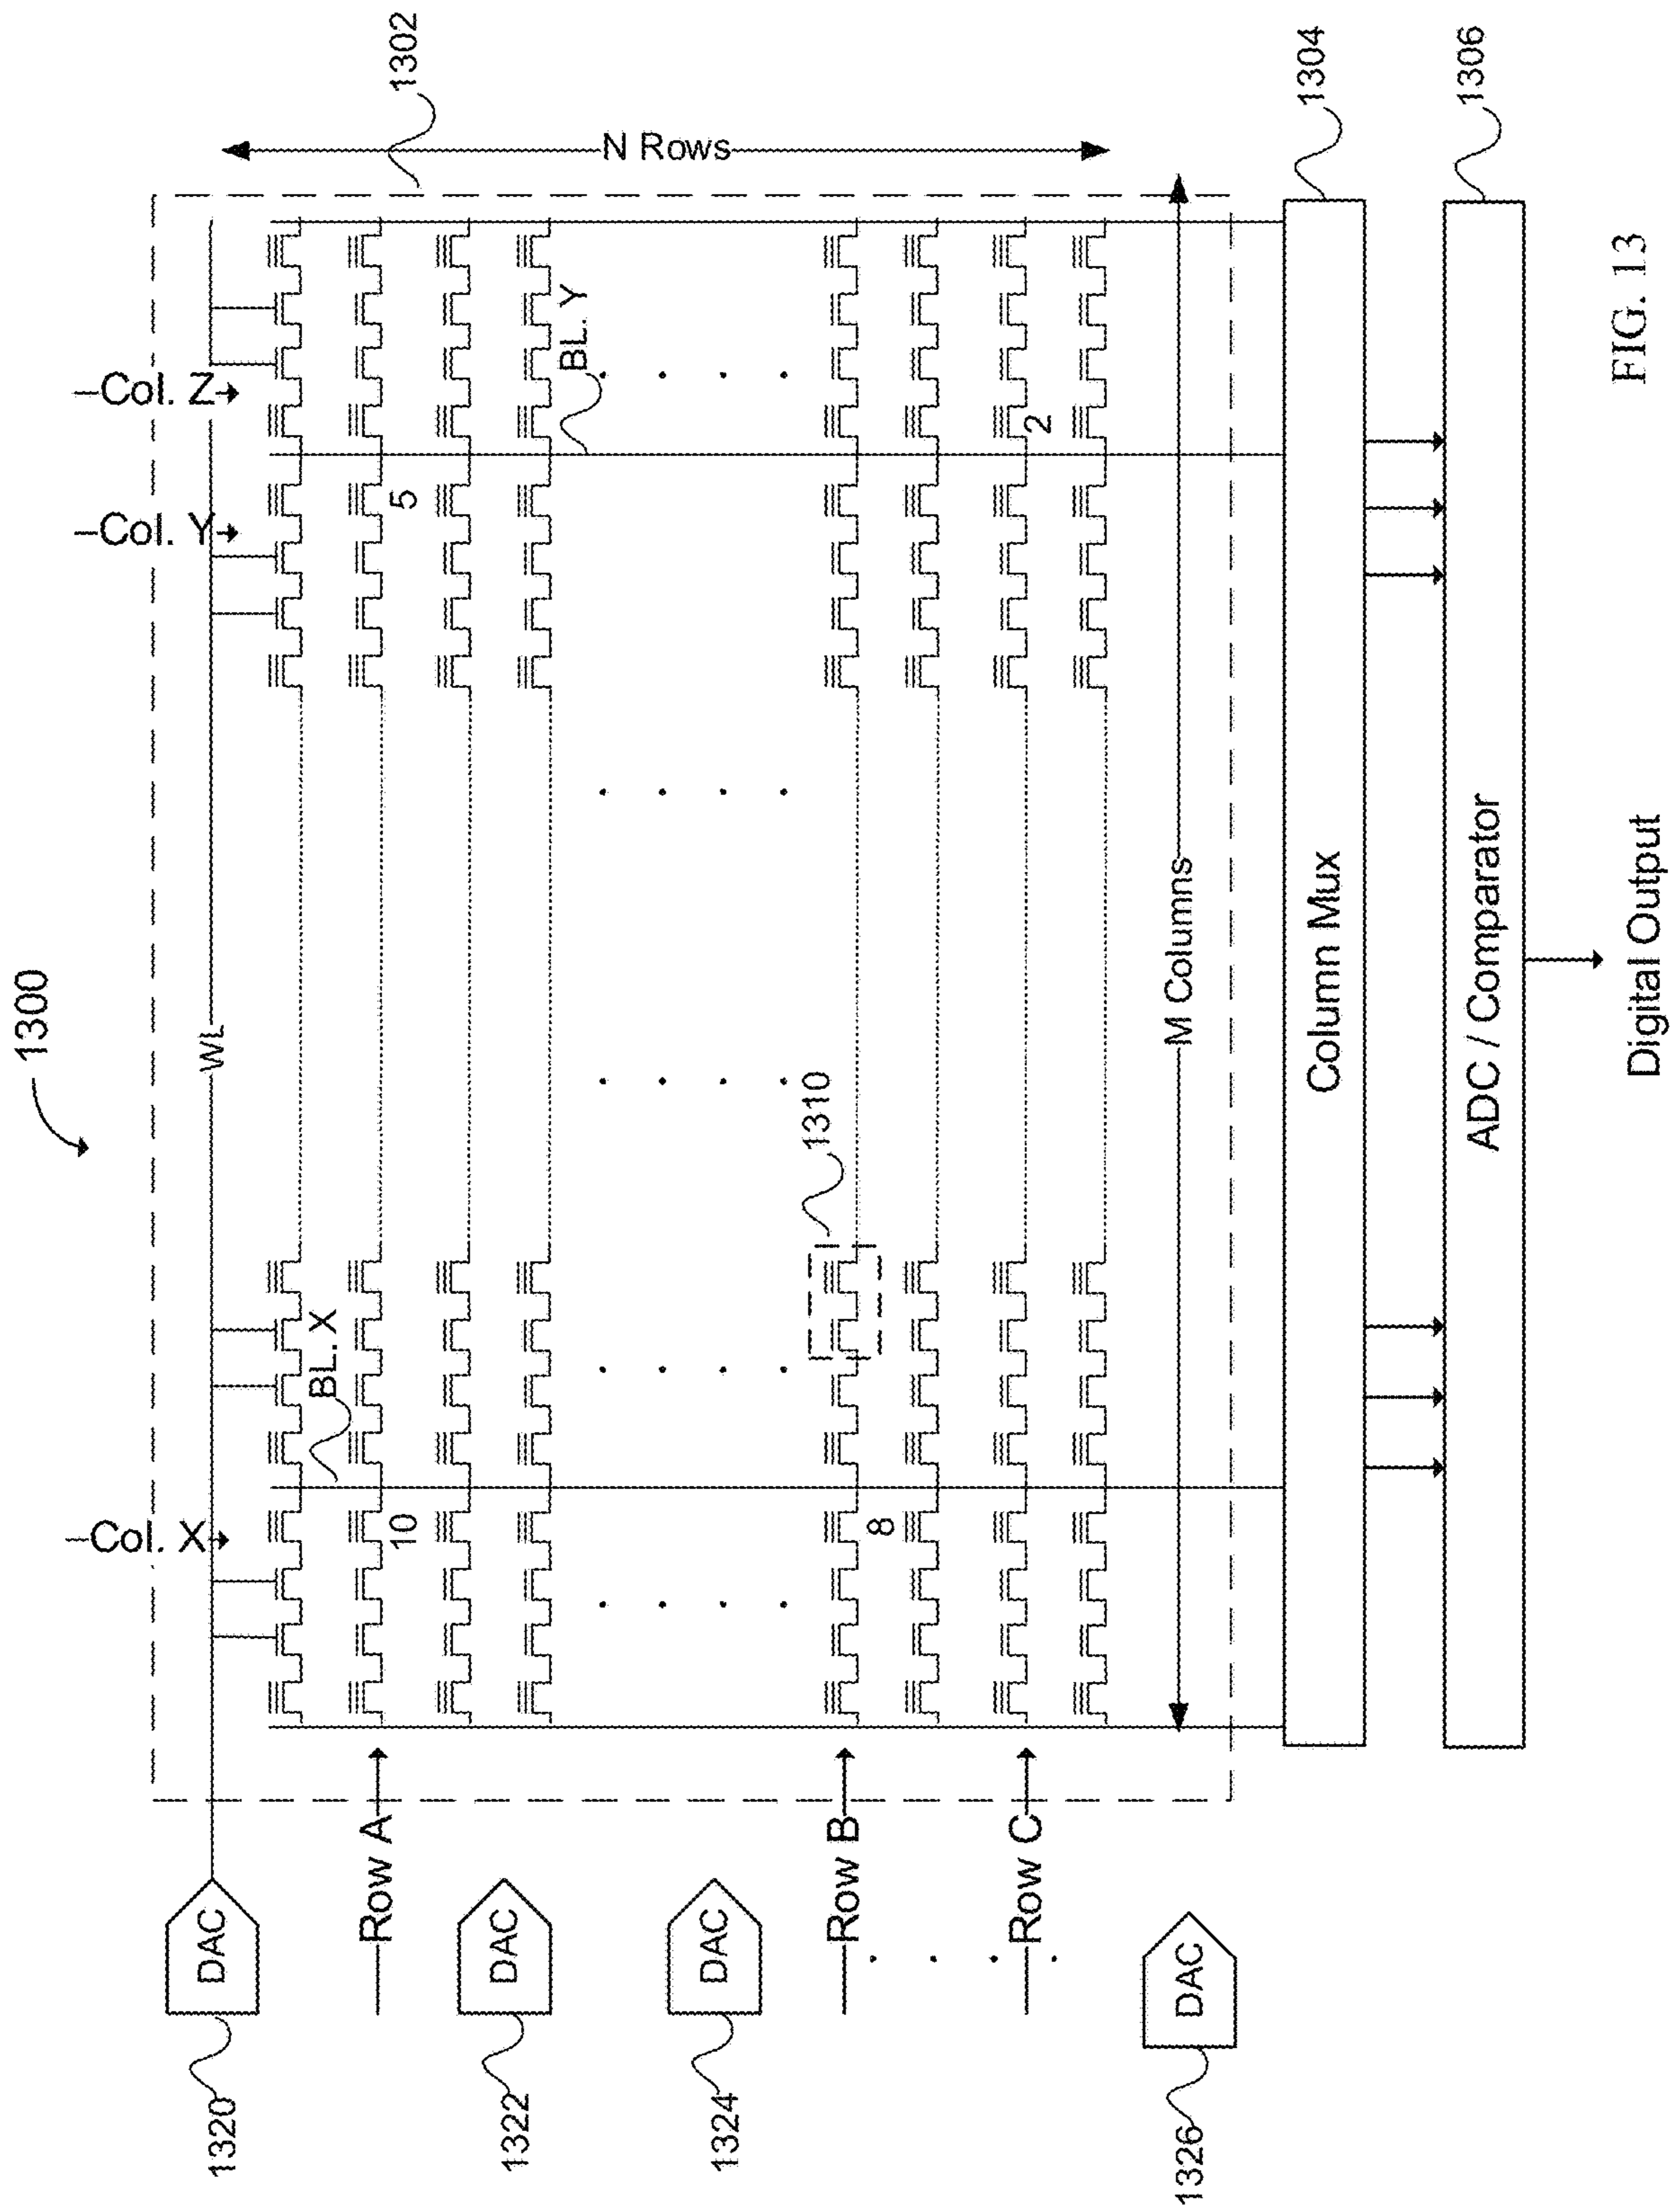 1300
1302
N Rows
Col. X
Col. Y
Col. Z
WL
DAC
1320
BL. X
Row A
10
5
DAC
1322
BL. Y
DAC
1324
1310
Row B
8
Row C
2
DAC
1326
M Columns
Column Mux
1304
ADC / Comparator
1306
Digital Output
FIG. 13